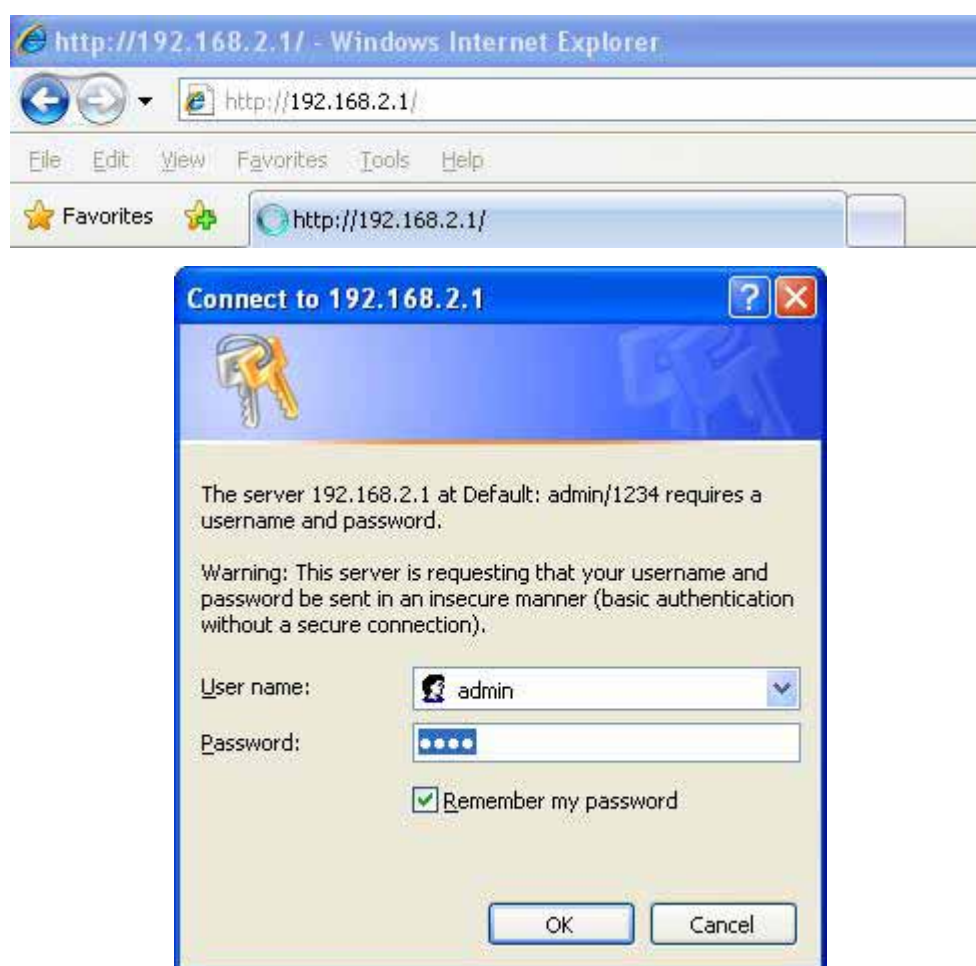 http://192.168.2.1/ - Windows Internet Explorer
http://192.168.2.1/
File Edit View Favorites Tools Help
Favorites http://192.168.2.1/
Connect to 192.168.2.1
The server 192.168.2.1 at Default: admin/1234 requires a
username and password.
Warning: This server is requesting that your username and
password be sent in an insecure manner (basic authentication
without a secure connection).
User name: admin
Password: ••••
Remember my password
OK Cancel